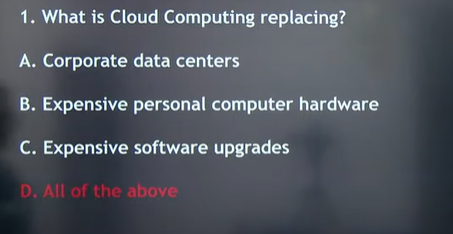 1. What is Cloud Computing replacing?
A. Corporate data centers
B. Expensive personal computer hardware
C. Expensive software upgrades
D. All of the above